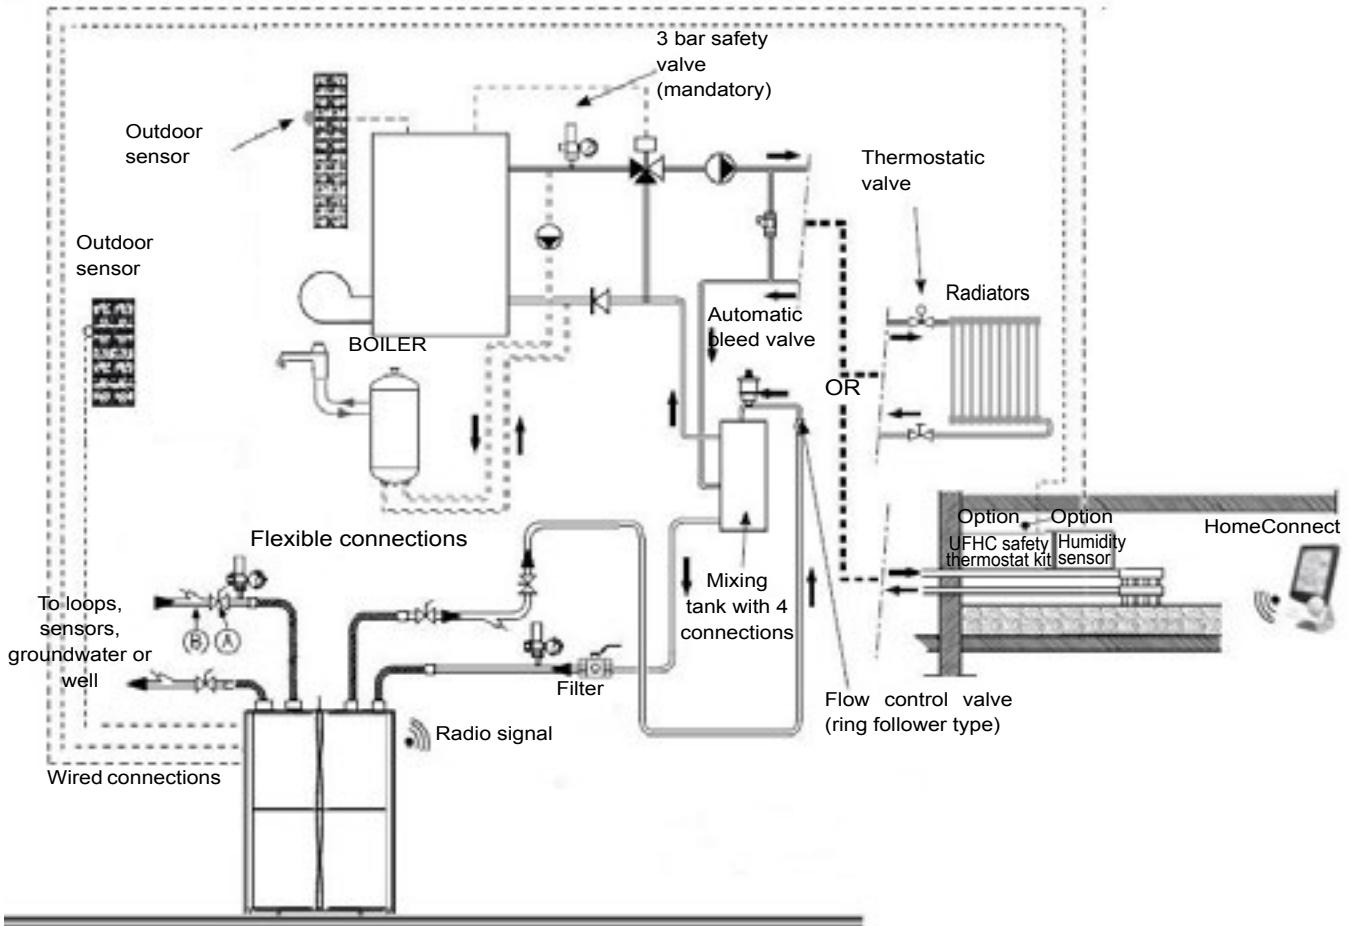 3 bar safety
valve
(mandatory)
Outdoor
sensor
Thermostatic
valve
Outdoor
sensor
Radiators
Automatic
bleed valve
BOILER
OR
Option
Option
HomeConnect
UFHC safety
thermostat kit
Humidity
sensor
Flexible connections
Mixing
tank with 4
connections
To loops,
sensors,
groundwater or
well
B
A
Filter
Flow control valve
(ring follower type)
Radio signal
Wired connections